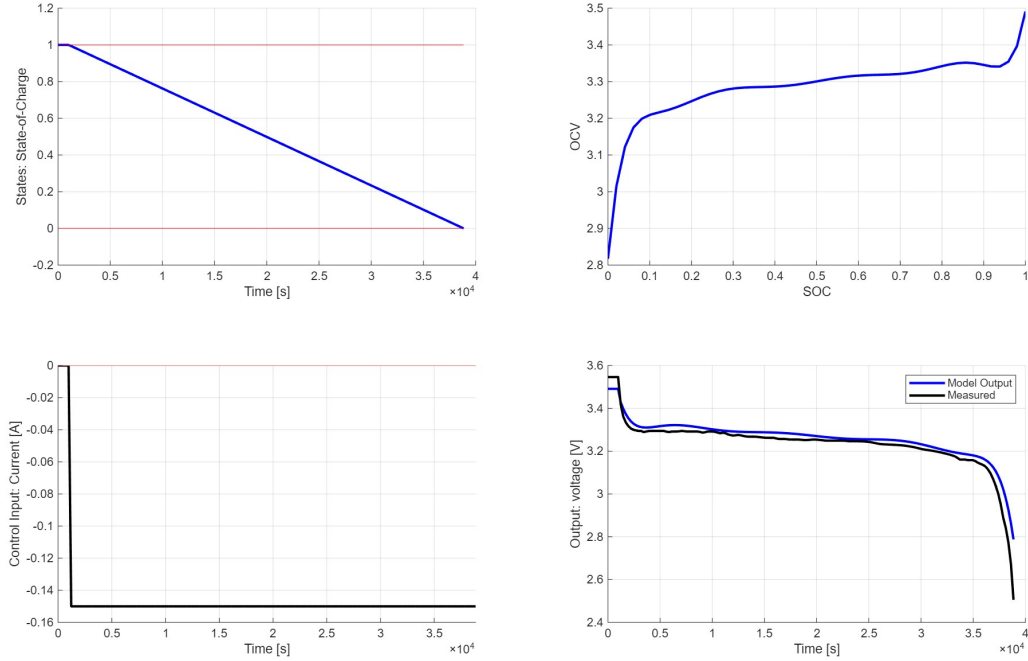 1.2
1
0.8
0.6
0.4
0.2
0
-0.2
0 0.5 1 1.5 2 2.5 3 3.5 4
×10⁴
Time [s]
States: State-of-Charge
3.5
3.4
3.3
3.2
3.1
3
2.9
2.8
0 0.1 0.2 0.3 0.4 0.5 0.6 0.7 0.8 0.9 1
SOC
OCV
0
-0.02
-0.04
-0.06
-0.08
-0.1
-0.12
-0.14
-0.16
0 0.5 1 1.5 2 2.5 3 3.5
×10⁴
Time [s]
Control Input: Current [A]
3.6
3.4
3.2
3
2.8
2.6
2.4
0 0.5 1 1.5 2 2.5 3 3.5 4
×10⁴
Time [s]
Output: voltage [V]
Model Output
Measured